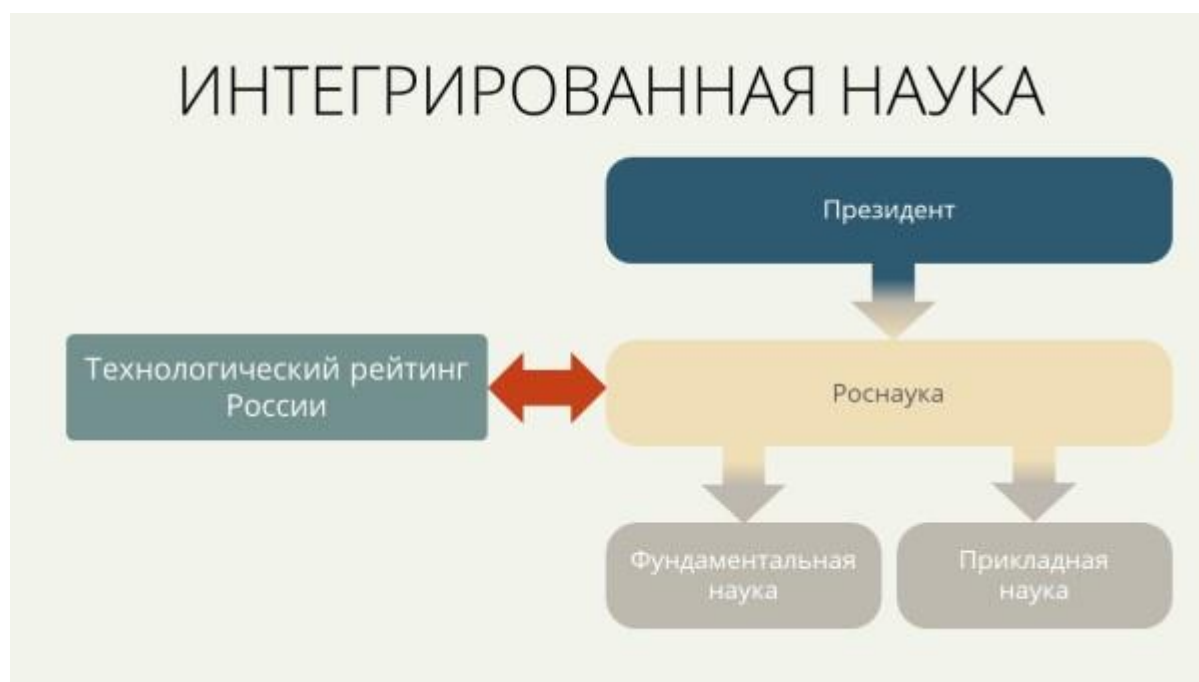 ИНТЕГРИРОВАННАЯ НАУКА
Президент
Технологический рейтинг
России
Роснаука
Фундаментальная
наука
Прикладная
наука